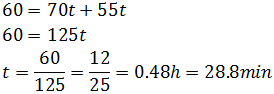 60 = 70t + 55t
60 = 125t
t = 60/125 = 12/25 = 0.48h = 28.8min